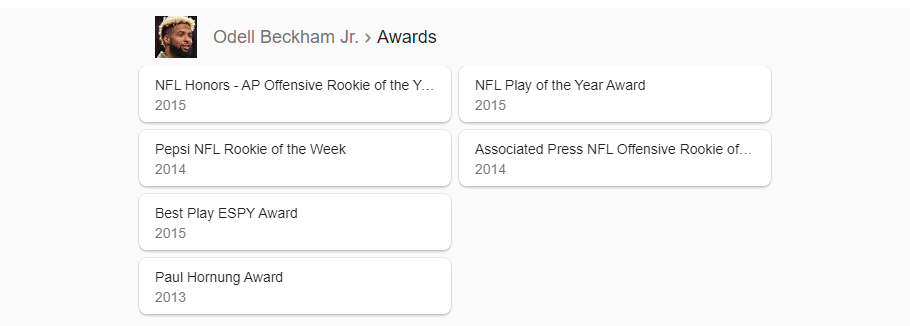 Odell Beckham Jr. › Awards
NFL Honors - AP Offensive Rookie of the Y...
2015
NFL Play of the Year Award
2015
Pepsi NFL Rookie of the Week
2014
Associated Press NFL Offensive Rookie of...
2014
Best Play ESPY Award
2015
Paul Hornung Award
2013